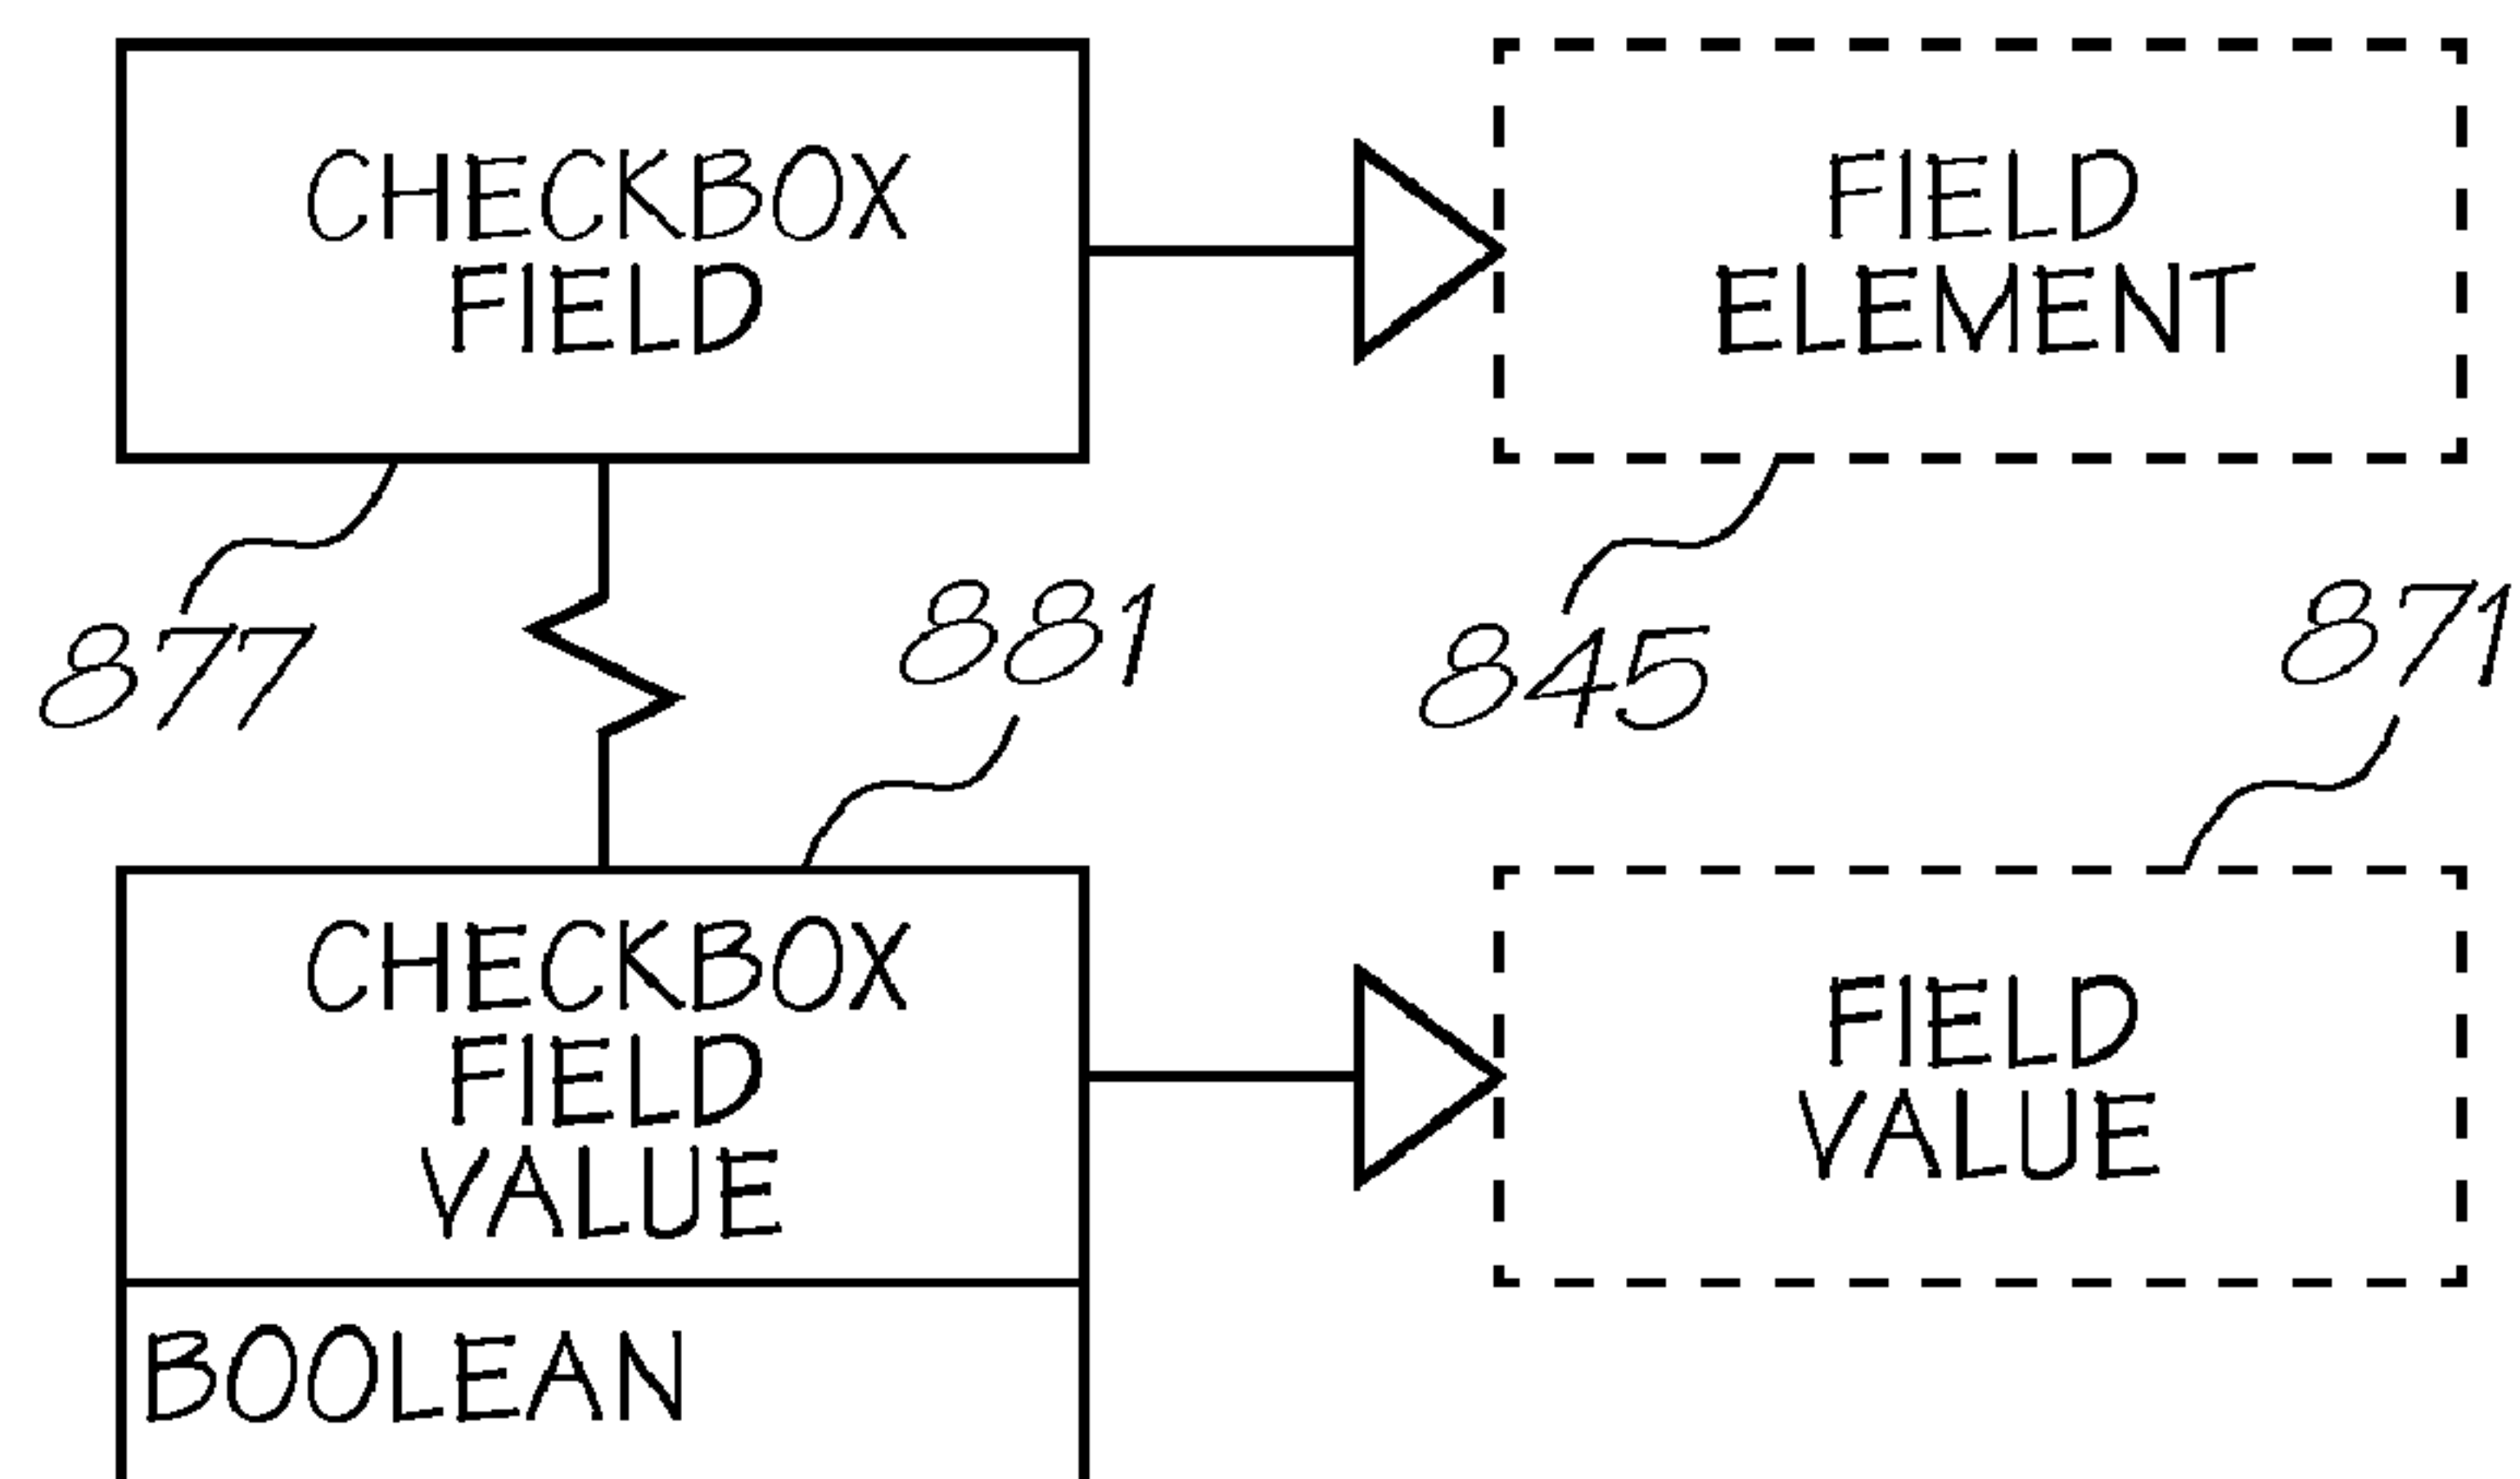 CHECKBOX
FIELD
FIELD
ELEMENT
877
881
845
871
CHECKBOX
FIELD
VALUE
FIELD
VALUE
BOOLEAN